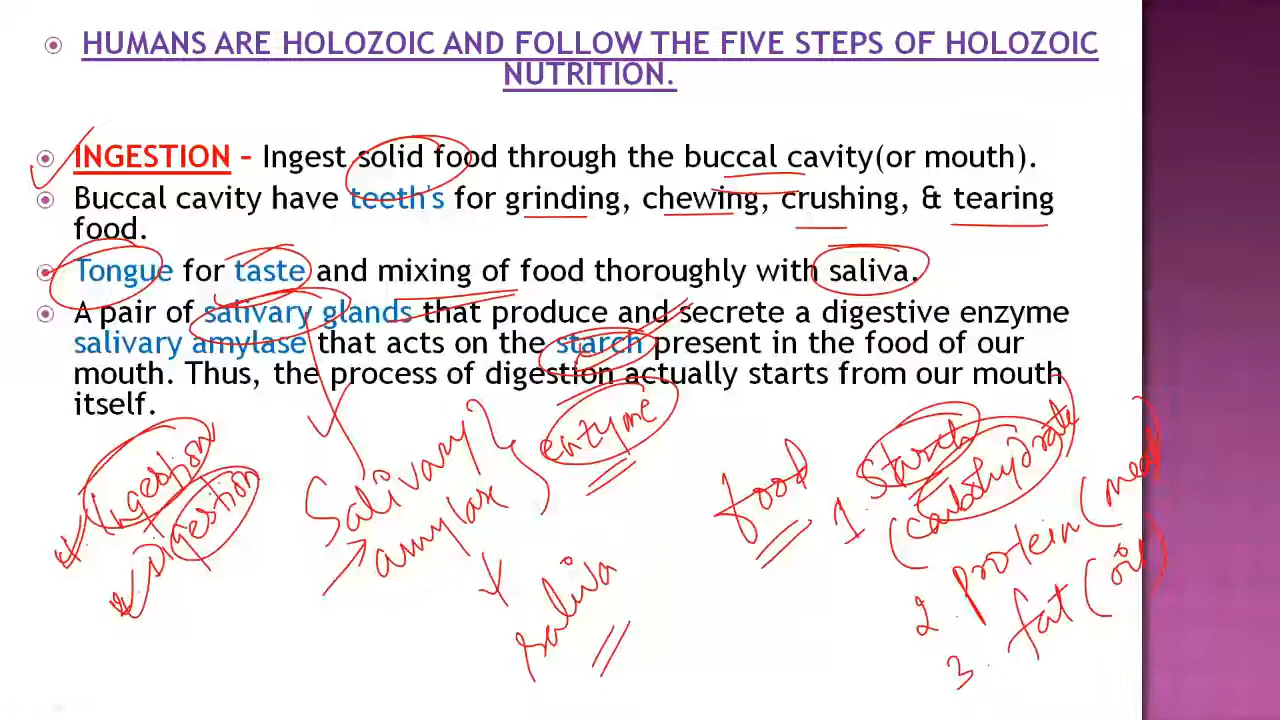 HUMANS ARE HOLOZOIC AND FOLLOW THE FIVE STEPS OF HOLOZOIC
NUTRITION.
INGESTION – Ingest solid food through the buccal cavity(or mouth).
Buccal cavity have teeth's for grinding, chewing, crushing, & tearing
food.
Tongue for taste and mixing of food thoroughly with saliva.
A pair of salivary glands that produce and secrete a digestive enzyme
salivary amylase that acts on the starch present in the food of our
mouth. Thus, the process of digestion actually starts from our mouth
itself.
Ingestion
Digestion
Salivary
amylase
enzyme
saliva
food
1. Starch
(Carbohydrate)
2. protein (meat)
3. fat (oil)